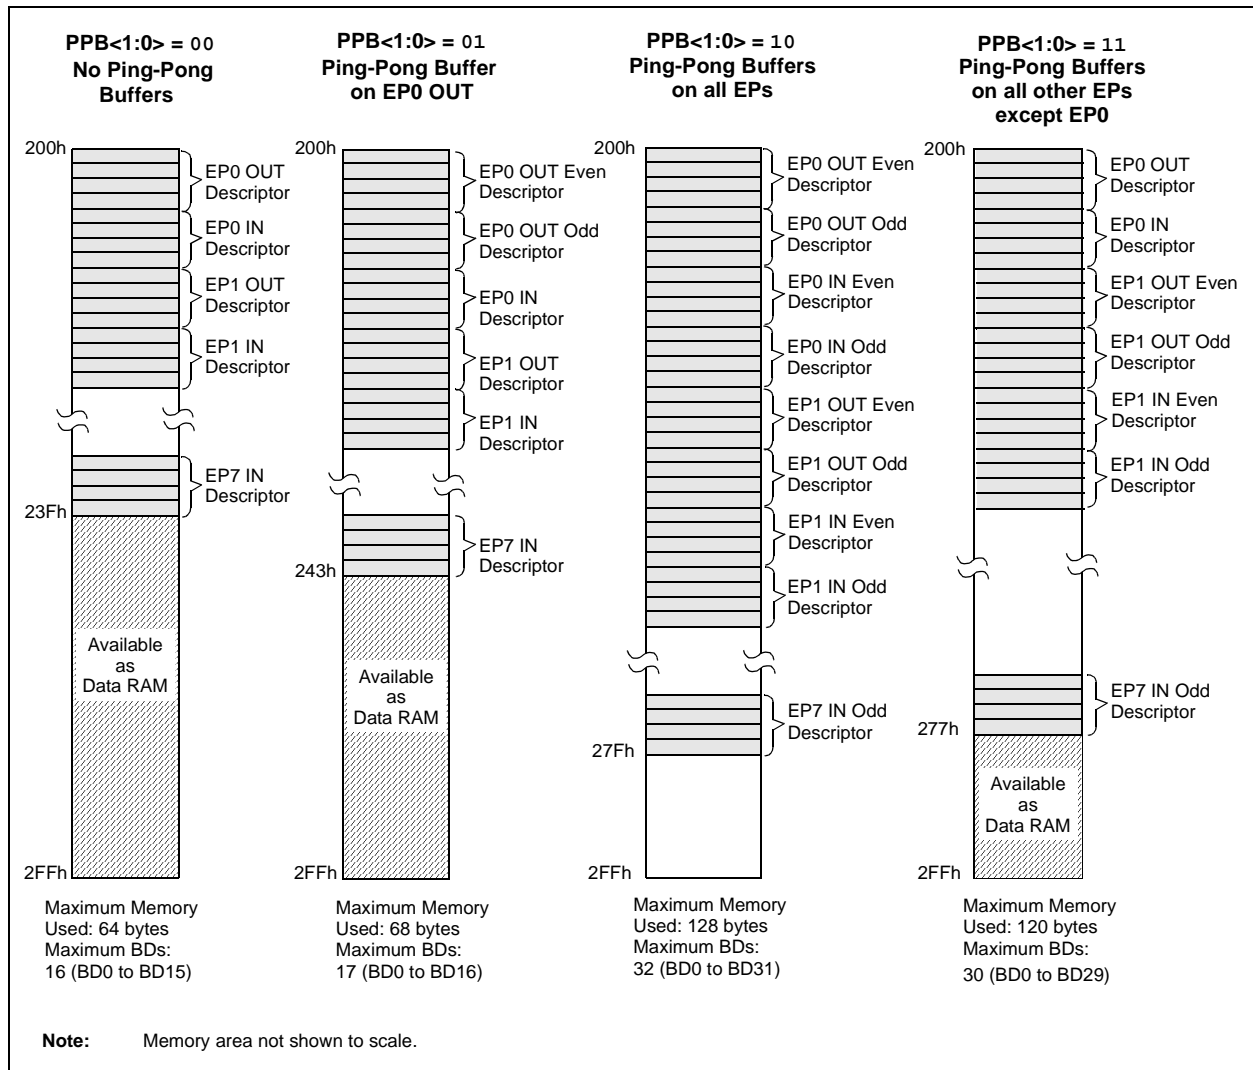 PPB<1:0> = 00
No Ping-Pong
Buffers
200h
EP0 OUT
Descriptor
EP0 IN
Descriptor
EP1 OUT
Descriptor
EP1 IN
Descriptor
EP7 IN
Descriptor
23Fh
Available
as
Data RAM
2FFh
Maximum Memory
Used: 64 bytes
Maximum BDs:
16 (BD0 to BD15)
PPB<1:0> = 01
Ping-Pong Buffer
on EP0 OUT
200h
EP0 OUT Even
Descriptor
EP0 OUT Odd
Descriptor
EP0 IN
Descriptor
EP1 OUT
Descriptor
EP1 IN
Descriptor
EP7 IN
Descriptor
243h
Available
as
Data RAM
2FFh
Maximum Memory
Used: 68 bytes
Maximum BDs:
17 (BD0 to BD16)
PPB<1:0> = 10
Ping-Pong Buffers
on all EPs
200h
EP0 OUT Even
Descriptor
EP0 OUT Odd
Descriptor
EP0 IN Even
Descriptor
EP0 IN Odd
Descriptor
EP1 OUT Even
Descriptor
EP1 OUT Odd
Descriptor
EP1 IN Even
Descriptor
EP1 IN Odd
Descriptor
EP7 IN Odd
Descriptor
27Fh
2FFh
Maximum Memory
Used: 128 bytes
Maximum BDs:
32 (BD0 to BD31)
PPB<1:0> = 11
Ping-Pong Buffers
on all other EPs
except EP0
200h
EP0 OUT
Descriptor
EP0 IN
Descriptor
EP1 OUT Even
Descriptor
EP1 OUT Odd
Descriptor
EP1 IN Even
Descriptor
EP1 IN Odd
Descriptor
EP7 IN Odd
Descriptor
277h
Available
as
Data RAM
2FFh
Maximum Memory
Used: 120 bytes
Maximum BDs:
30 (BD0 to BD29)
Note: Memory area not shown to scale.